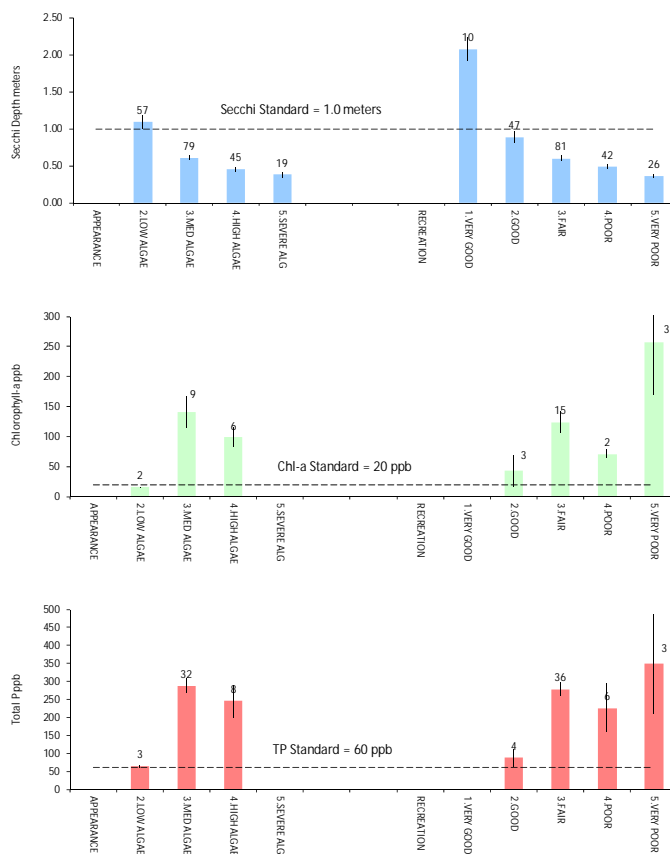 2.50
2.00
1.50
1.00
0.50
0.00
Secchi Depth meters
Secchi Standard = 1.0 meters
57
79
45
19
10
47
81
42
26
APPEARANCE
2.LOW ALGAE
3.MED ALGAE
4.HIGH ALGAE
5.SEVERE ALG
RECREATION
1.VERY GOOD
2.GOOD
3.FAIR
4.POOR
5.VERY POOR
300
250
200
150
100
50
0
Chlorophyll-a ppb
Chl-a Standard = 20 ppb
2
9
6
3
15
2
3
APPEARANCE
2.LOW ALGAE
3.MED ALGAE
4.HIGH ALGAE
5.SEVERE ALG
RECREATION
1.VERY GOOD
2.GOOD
3.FAIR
4.POOR
5.VERY POOR
500
450
400
350
300
250
200
150
100
50
0
Total P ppb
TP Standard = 60 ppb
3
32
8
4
36
6
3
APPEARANCE
2.LOW ALGAE
3.MED ALGAE
4.HIGH ALGAE
5.SEVERE ALG
RECREATION
1.VERY GOOD
2.GOOD
3.FAIR
4.POOR
5.VERY POOR